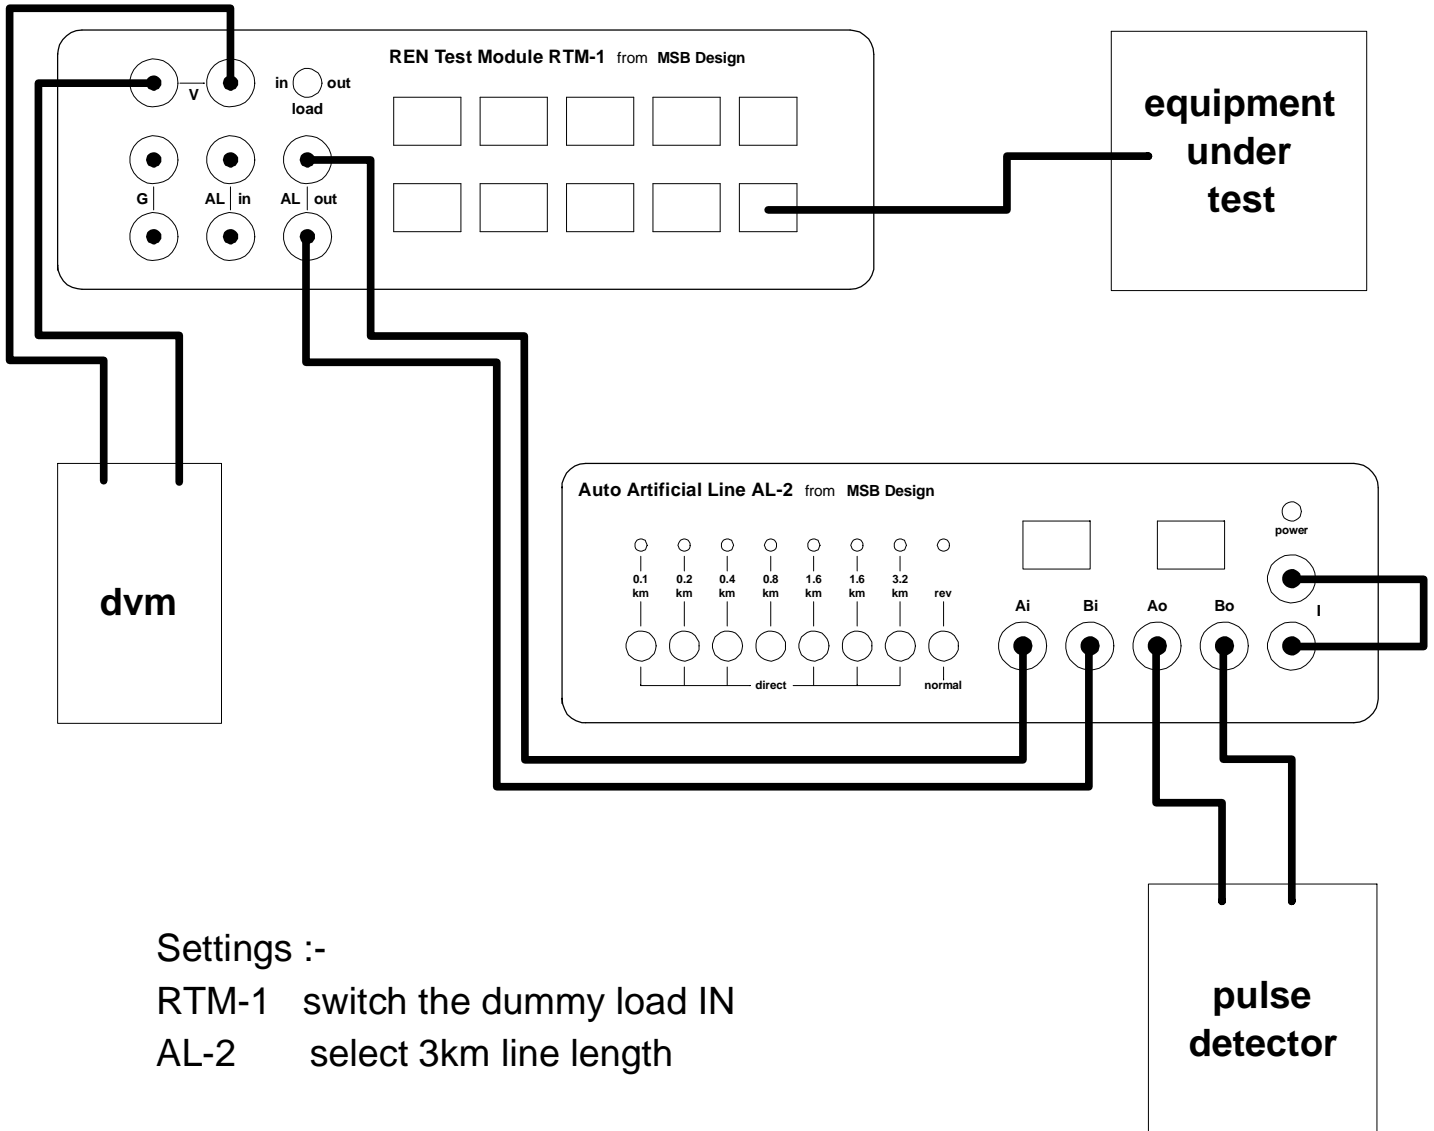 REN Test Module RTM-1 from MSB Design
in out
load
V
G
AL in
AL out
equipment
under
test
dvm
Auto Artificial Line AL-2 from MSB Design
power
0.1 km
0.2 km
0.4 km
0.8 km
1.6 km
1.6 km
3.2 km
rev
Ai
Bi
Ao
Bo
I
direct
normal
pulse
detector
Settings :-
RTM-1 switch the dummy load IN
AL-2 select 3km line length